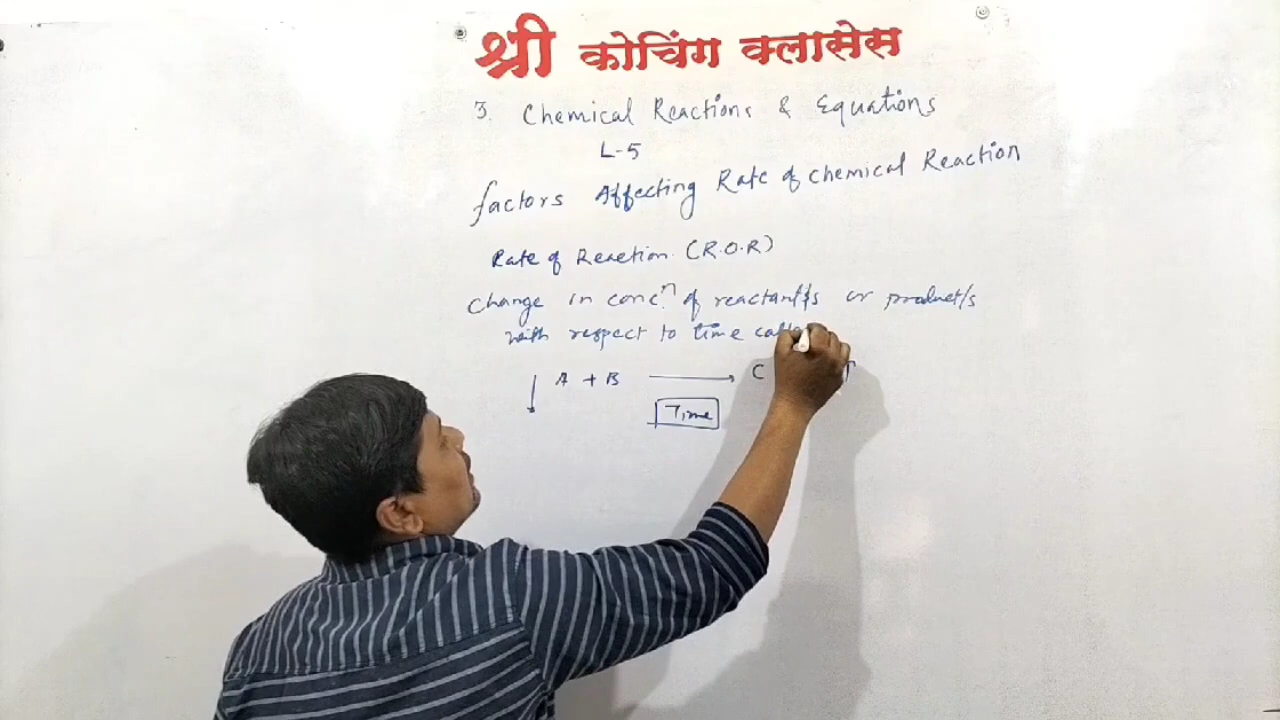 श्री कोचिंग क्लासेस
3. Chemical Reactions & Equations
L-5
factors Affecting Rate of chemical Reaction
Rate of Reaction (R.O.R)
Change in concⁿ. of reactant/s or product/s
with respect to time
↓ A + B ⟶ C
Time